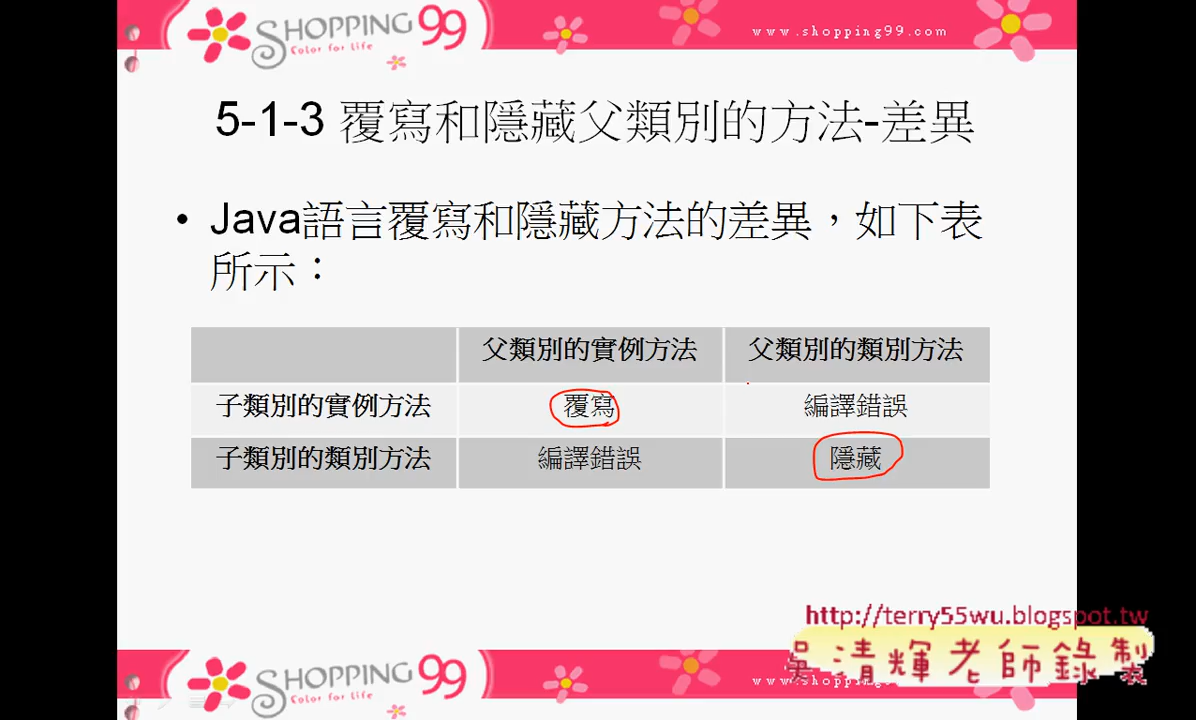 SHOPPING 99
Color for Life
www.shopping99.com
5-1-3 覆寫和隱藏父類別的方法-差異
• Java語言覆寫和隱藏方法的差異，如下表
所示：
父類別的實例方法 父類別的類別方法
子類別的實例方法 覆寫 編譯錯誤
子類別的類別方法 編譯錯誤 隱藏
http://terry55wu.blogspot.tw
吳清輝老師錄製
SHOPPING 99
Color for Life